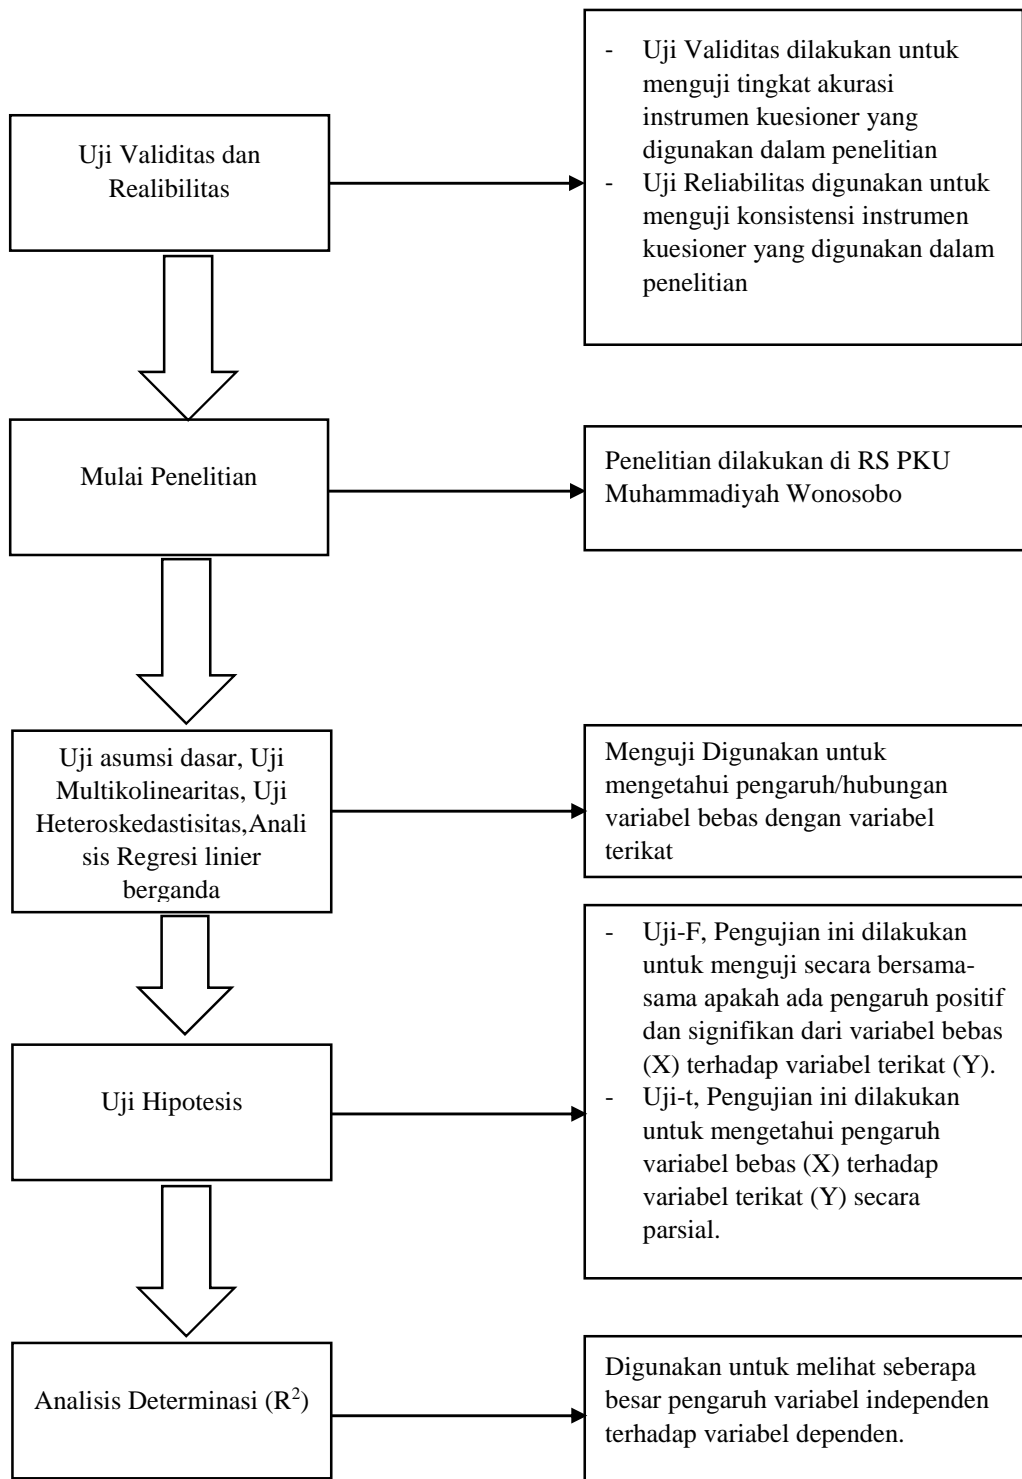 Uji Validitas dan
Realibilitas
- Uji Validitas dilakukan untuk
menguji tingkat akurasi
instrumen kuesioner yang
digunakan dalam penelitian
- Uji Reliabilitas digunakan untuk
menguji konsistensi instrumen
kuesioner yang digunakan dalam
penelitian
Mulai Penelitian
Penelitian dilakukan di RS PKU
Muhammadiyah Wonosobo
Uji asumsi dasar, Uji
Multikolinearitas, Uji
Heteroskedastisitas,Anali
sis Regresi linier
berganda
Menguji Digunakan untuk
mengetahui pengaruh/hubungan
variabel bebas dengan variabel
terikat
Uji Hipotesis
- Uji-F, Pengujian ini dilakukan
untuk menguji secara bersama-
sama apakah ada pengaruh positif
dan signifikan dari variabel bebas
(X) terhadap variabel terikat (Y).
- Uji-t, Pengujian ini dilakukan
untuk mengetahui pengaruh
variabel bebas (X) terhadap
variabel terikat (Y) secara
parsial.
Analisis Determinasi (R²)
Digunakan untuk melihat seberapa
besar pengaruh variabel independen
terhadap variabel dependen.